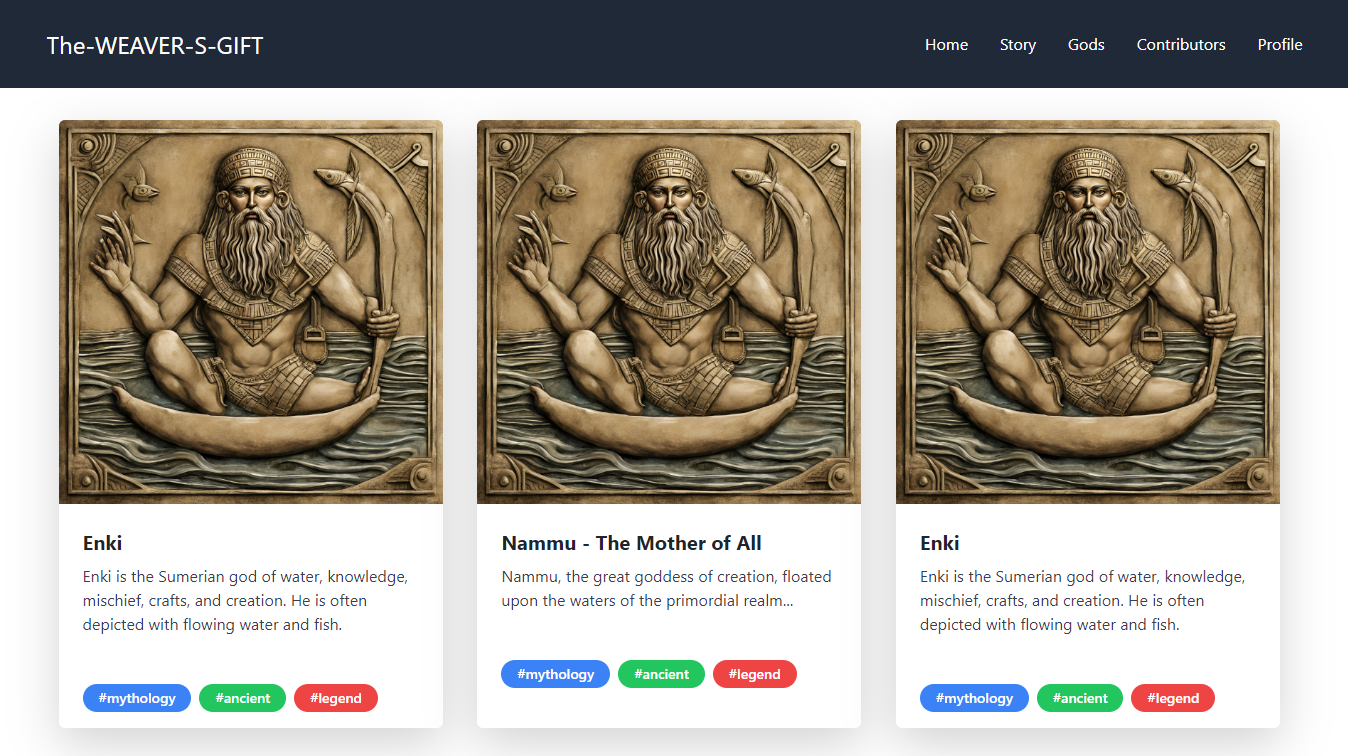 The-WEAVER-S-GIFT
Home Story Gods Contributors Profile
Enki
Enki is the Sumerian god of water, knowledge,
mischief, crafts, and creation. He is often
depicted with flowing water and fish.
#mythology #ancient #legend
Nammu - The Mother of All
Nammu, the great goddess of creation, floated
upon the waters of the primordial realm...
#mythology #ancient #legend
Enki
Enki is the Sumerian god of water, knowledge,
mischief, crafts, and creation. He is often
depicted with flowing water and fish.
#mythology #ancient #legend